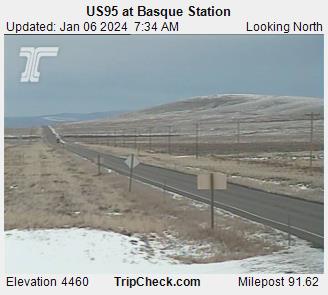 US95 at Basque Station
Updated: Jan 06 2024 7:34 AM Looking North
Elevation 4460 TripCheck.com Milepost 91.62